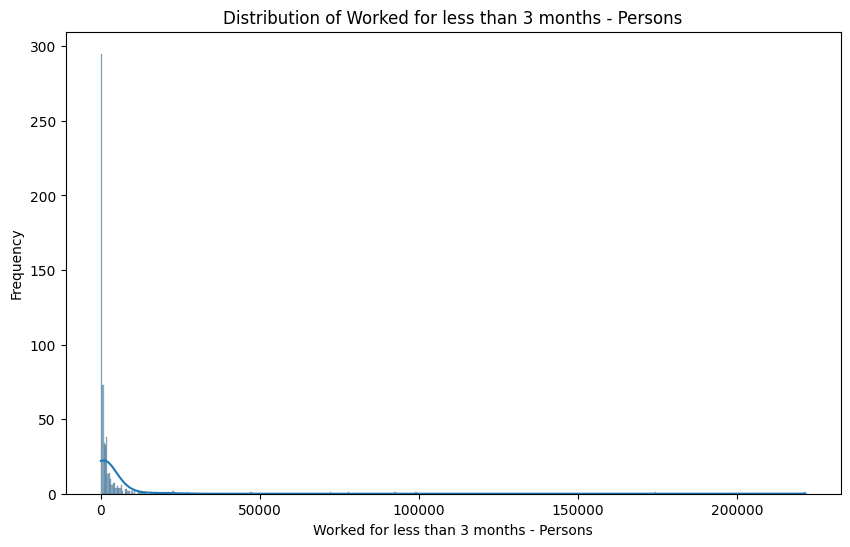 Distribution of Worked for less than 3 months - Persons
300
250
200
150
100
50
0
Frequency
0 50000 100000 150000 200000
Worked for less than 3 months - Persons